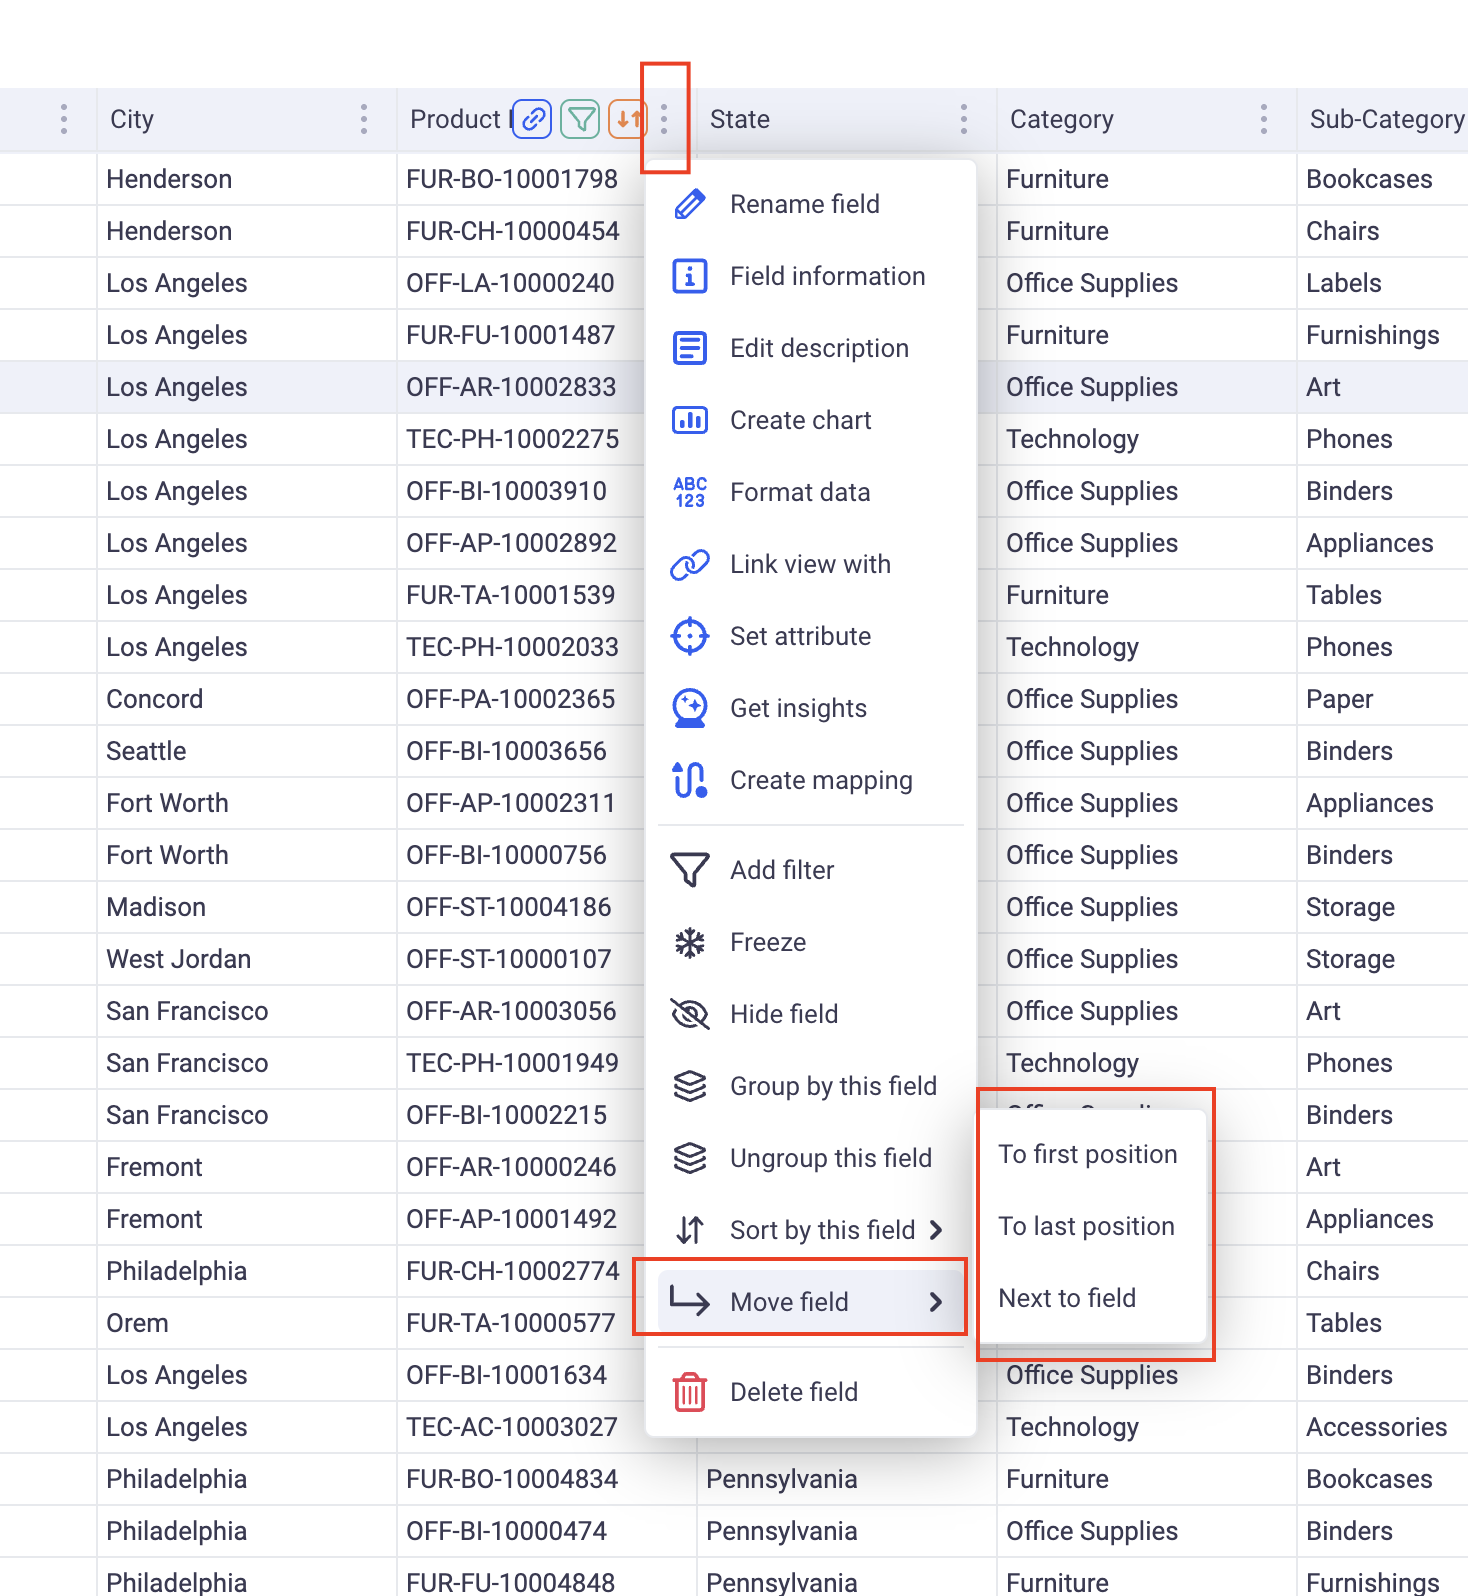 City Product State Category Sub-Category
Henderson FUR-BO-10001798 Furniture Bookcases
Rename field
Henderson FUR-CH-10000454 Furniture Chairs
Field information
Los Angeles OFF-LA-10000240 Office Supplies Labels
Los Angeles FUR-FU-10001487 Furniture Furnishings
Edit description
Los Angeles OFF-AR-10002833 Office Supplies Art
Create chart
Los Angeles TEC-PH-10002275 Technology Phones
ABC
123
Format data
Los Angeles OFF-BI-10003910 Office Supplies Binders
Los Angeles OFF-AP-10002892 Office Supplies Appliances
Link view with
Los Angeles FUR-TA-10001539 Furniture Tables
Set attribute
Los Angeles TEC-PH-10002033 Technology Phones
Concord OFF-PA-10002365 Office Supplies Paper
Get insights
Seattle OFF-BI-10003656 Office Supplies Binders
Create mapping
Fort Worth OFF-AP-10002311 Office Supplies Appliances
Fort Worth OFF-BI-10000756 Office Supplies Binders
Add filter
Madison OFF-ST-10004186 Office Supplies Storage
Freeze
West Jordan OFF-ST-10000107 Office Supplies Storage
San Francisco OFF-AR-10003056 Office Supplies Art
Hide field
San Francisco TEC-PH-10001949 Technology Phones
Group by this field
San Francisco OFF-BI-10002215 Binders
Ungroup this field
To first position
Fremont OFF-AR-10000246 Art
Fremont OFF-AP-10001492 Appliances
Sort by this field
To last position
Philadelphia FUR-CH-10002774 Chairs
Move field
Next to field
Orem FUR-TA-10000577 Tables
Los Angeles OFF-BI-10001634 Office Supplies Binders
Delete field
Los Angeles TEC-AC-10003027 Technology Accessories
Philadelphia FUR-BO-10004834 Pennsylvania Furniture Bookcases
Philadelphia OFF-BI-10000474 Pennsylvania Office Supplies Binders
Philadelphia FUR-FU-10004848 Pennsylvania Furniture Furnishings